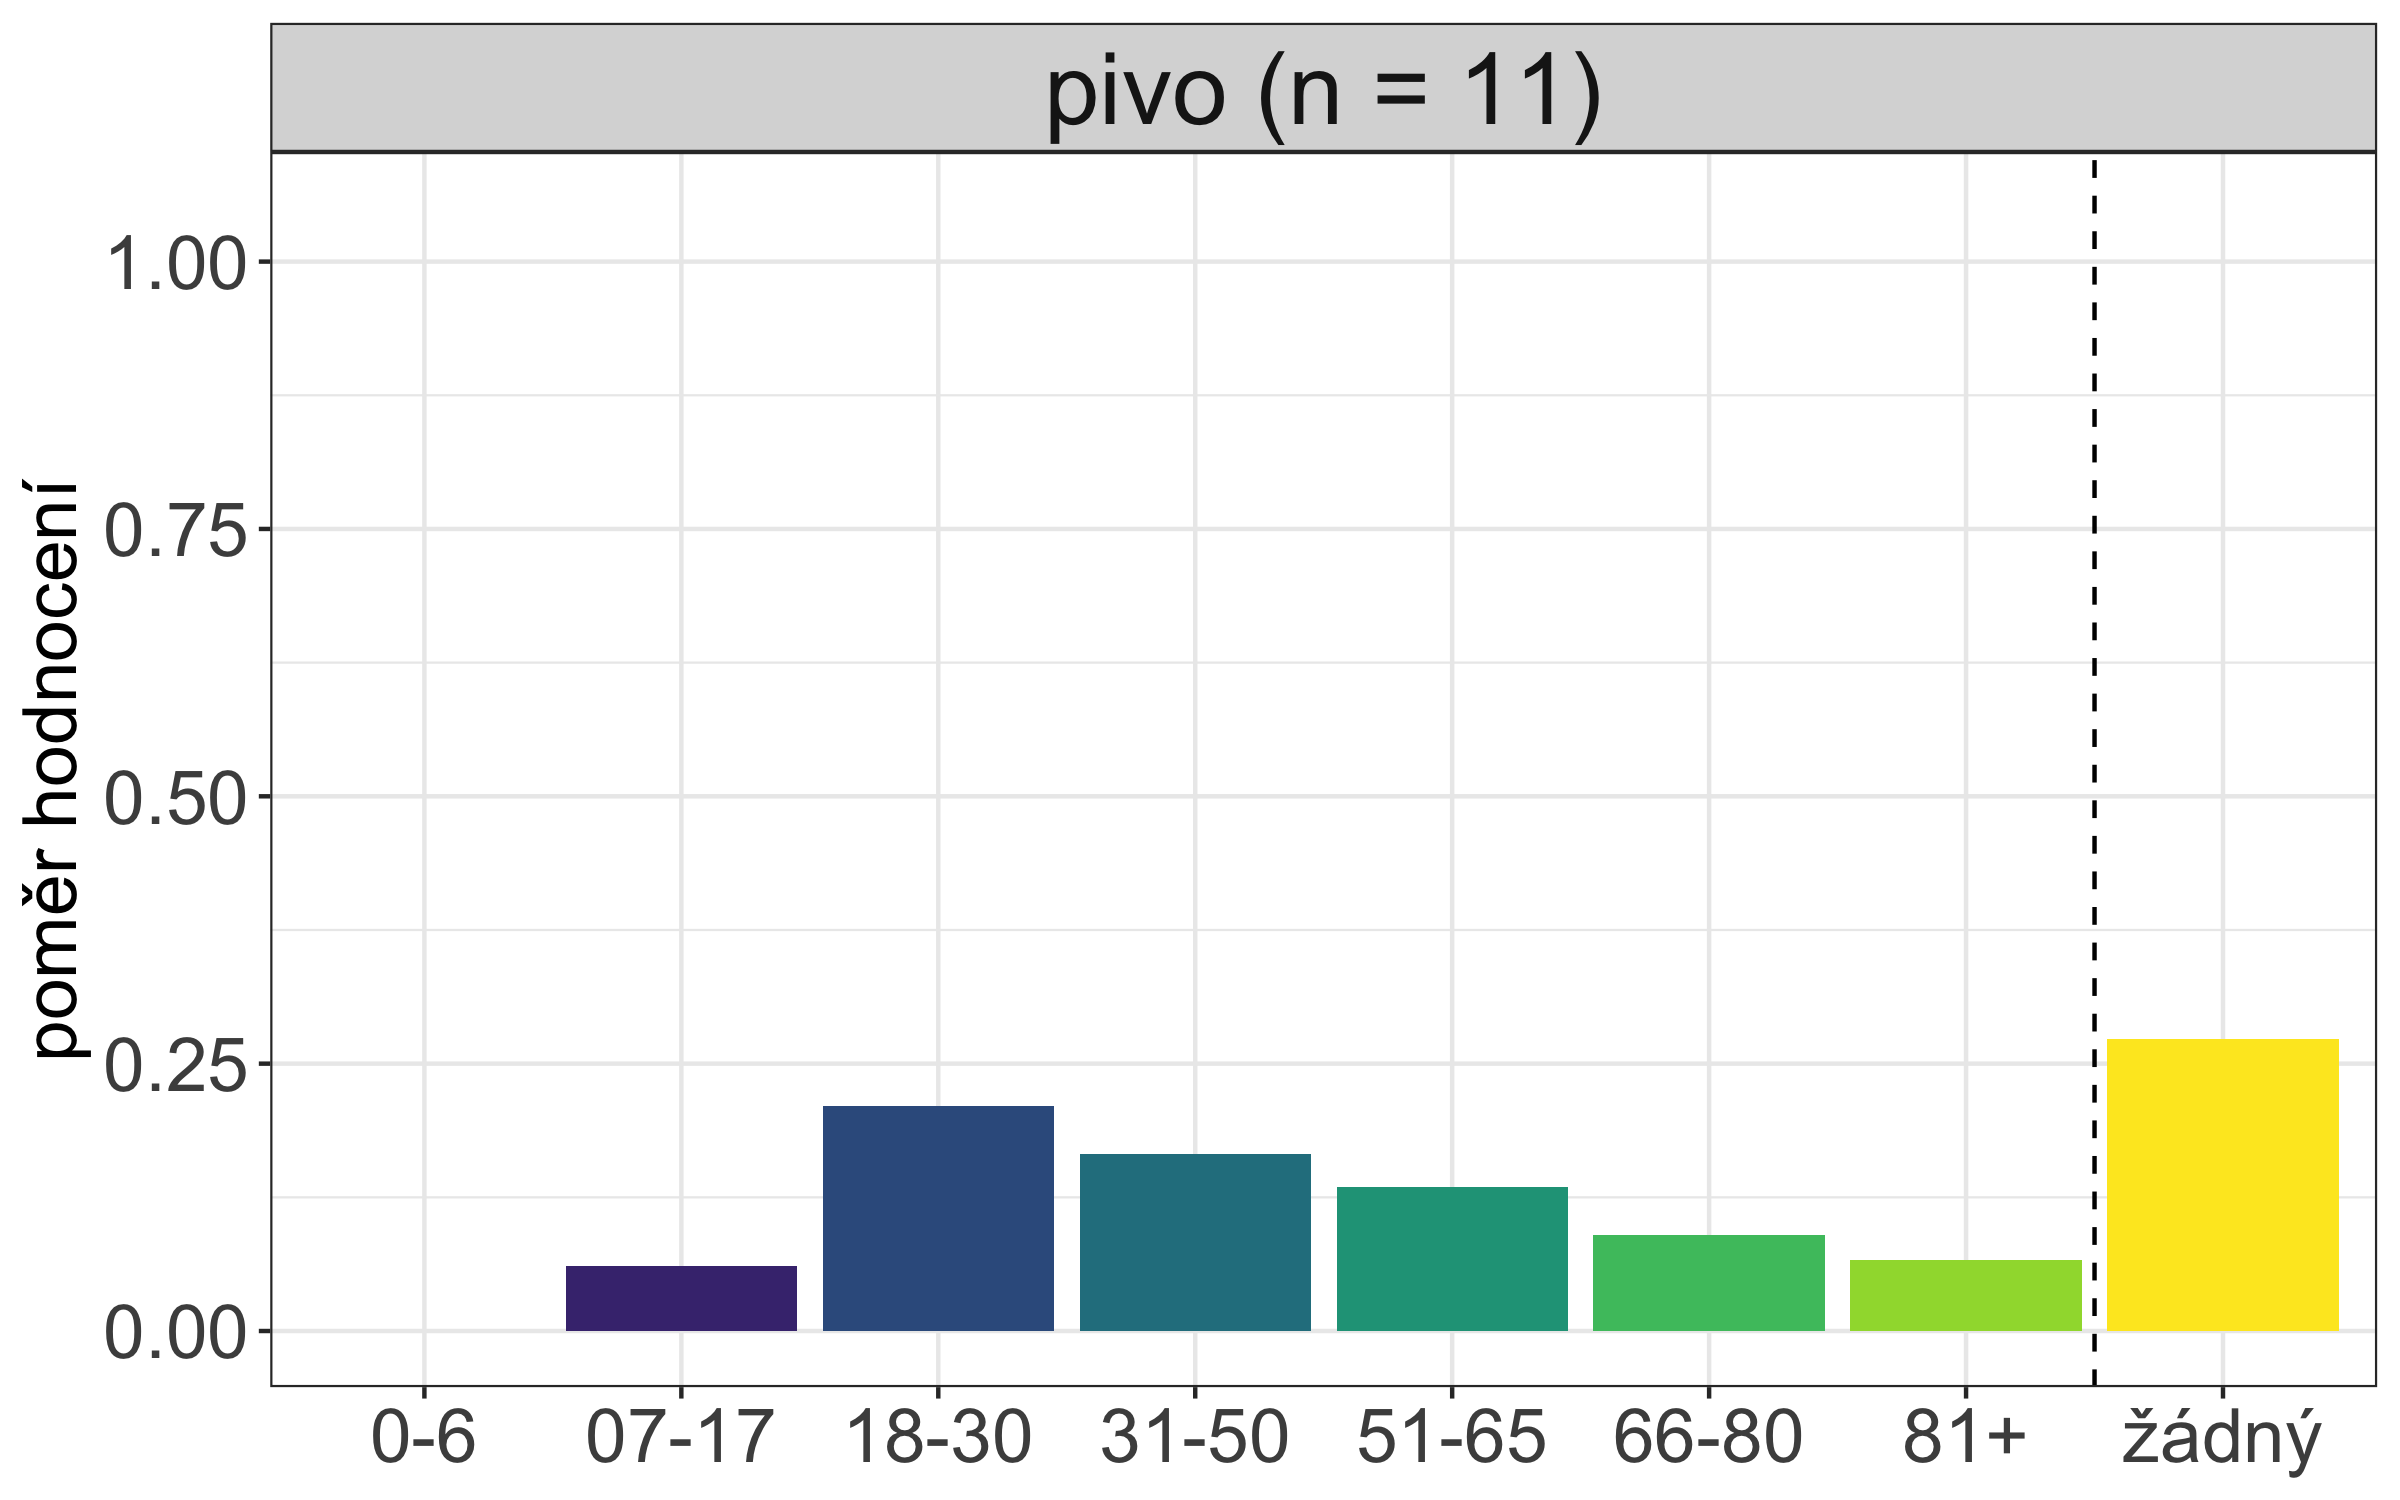 pivo (n = 11)
poměr hodnocení
1.00
0.75
0.50
0.25
0.00
0-6 07-17 18-30 31-50 51-65 66-80 81+ žádný